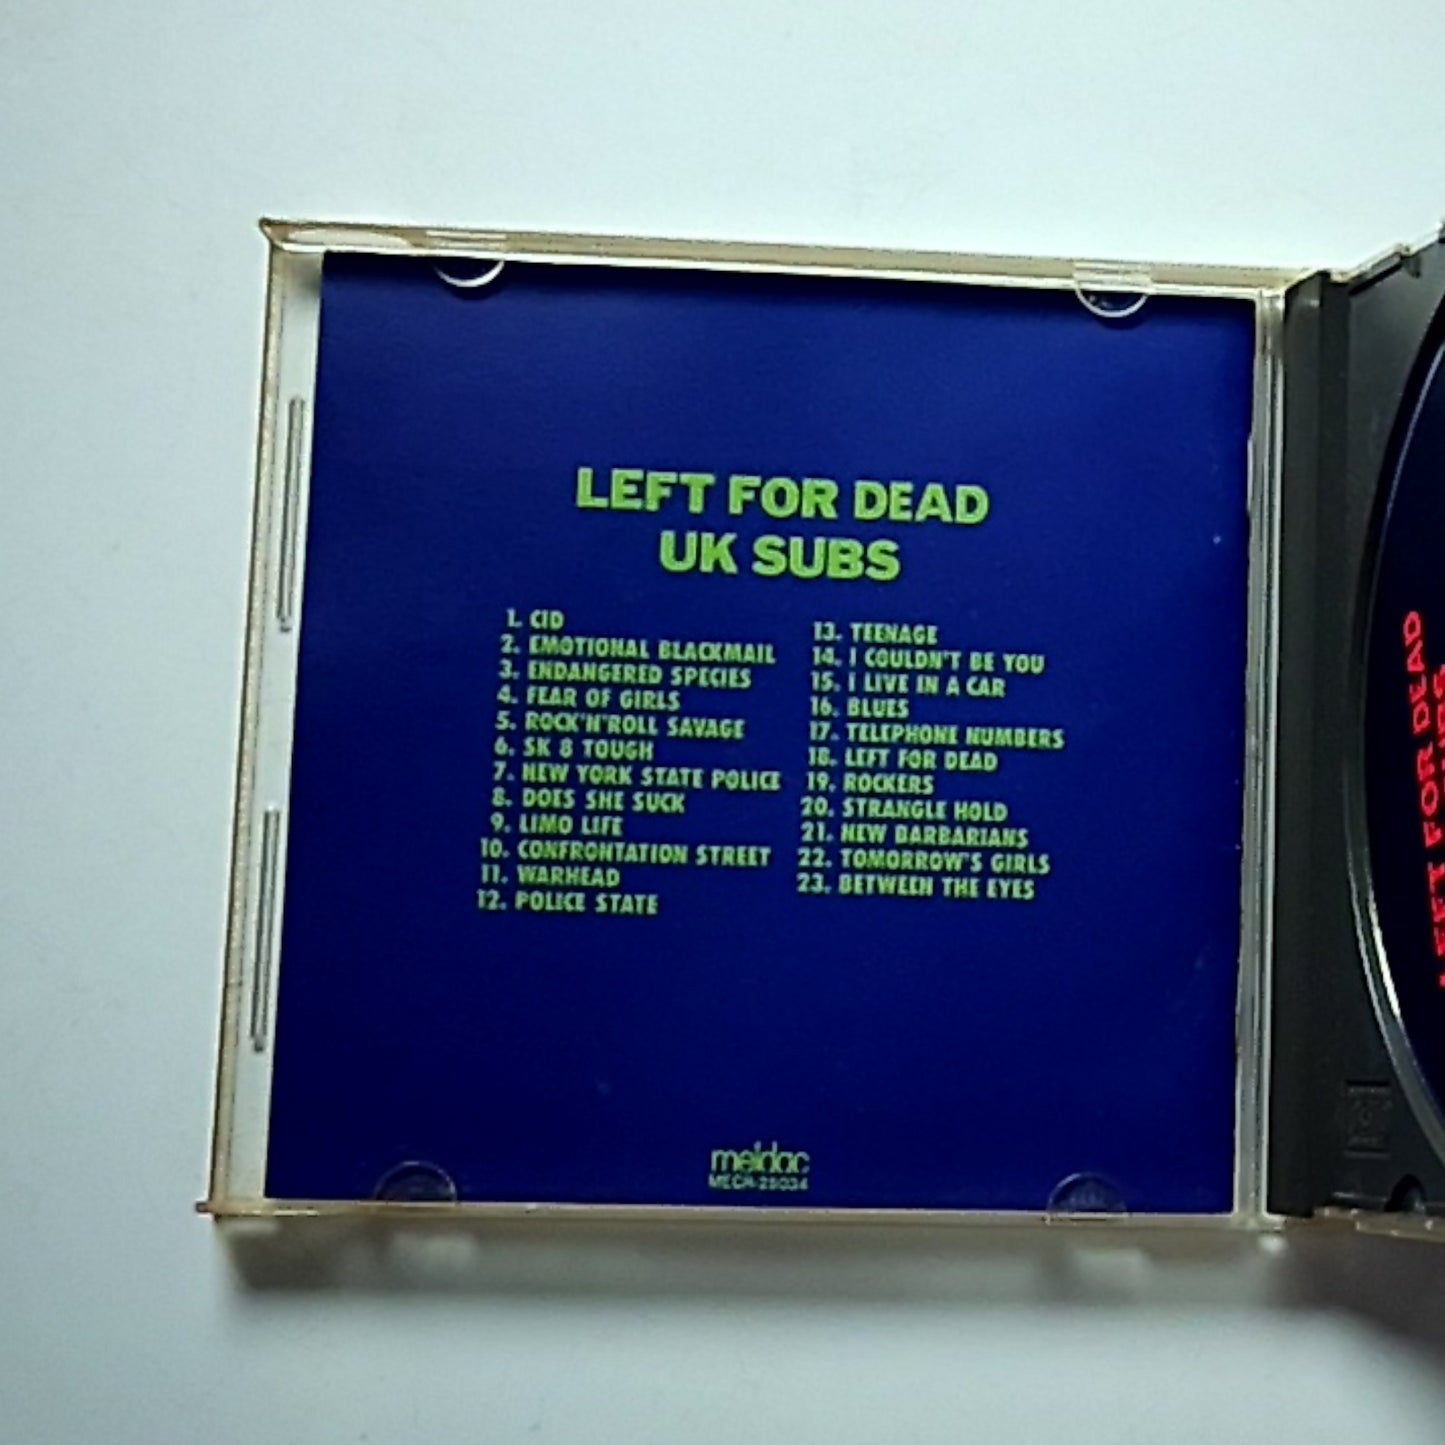 LEFT FOR DEAD
UK SUBS
1. CID
2. EMOTIONAL BLACKMAIL
3. ENDANGERED SPECIES
4. FEAR OF GIRLS
5. ROCK'N'ROLL SAVAGE
6. SK 8 TOUGH
7. NEW YORK STATE POLICE
8. DOES SHE SUCK
9. LIMO LIFE
10. CONFRONTATION STREET
11. WARHEAD
12. POLICE STATE
13. TEENAGE
14. I COULDN'T BE YOU
15. I LIVE IN A CAR
16. BLUES
17. TELEPHONE NUMBERS
18. LEFT FOR DEAD
19. ROCKERS
20. STRANGLE HOLD
21. NEW BARBARIANS
22. TOMORROW'S GIRLS
23. BETWEEN THE EYES
meldac
MECR-25034
LEFT FOR DEAD